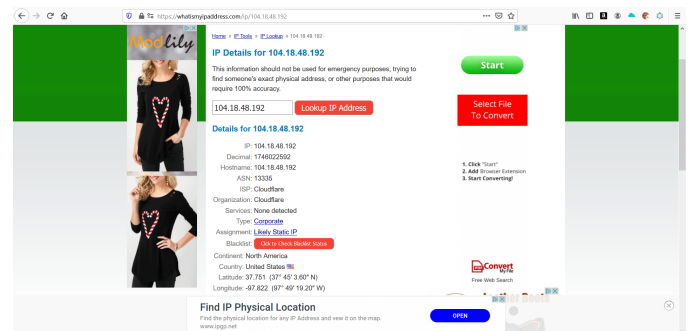 https://whatismyipaddress.com/ip/104.18.48.192
Modlily
Home » IP Tools » IP Lookup » 104.18.48.192
IP Details for 104.18.48.192
This information should not be used for emergency purposes, trying to
find someone's exact physical address, or other purposes that would
require 100% accuracy.
104.18.48.192 Lookup IP Address
Details for 104.18.48.192
IP: 104.18.48.192
Decimal: 1746022592
Hostname: 104.18.48.192
ASN: 13335
ISP: Cloudflare
Organization: Cloudflare
Services: None detected
Type: Corporate
Assignment: Likely Static IP
Blacklist: Click to Check Blacklist Status
Continent: North America
Country: United States
Latitude: 37.751 (37° 45' 3.60" N)
Longitude: -97.822 (97° 49' 19.20" W)
Start
Select File
To Convert
1. Click "Start"
2. Add Browser Extension
3. Start Converting!
Convert
My File
Free Web Search
Find IP Physical Location
Find the physical location for any IP Address and vew it on the map.
www.ipgp.net
OPEN